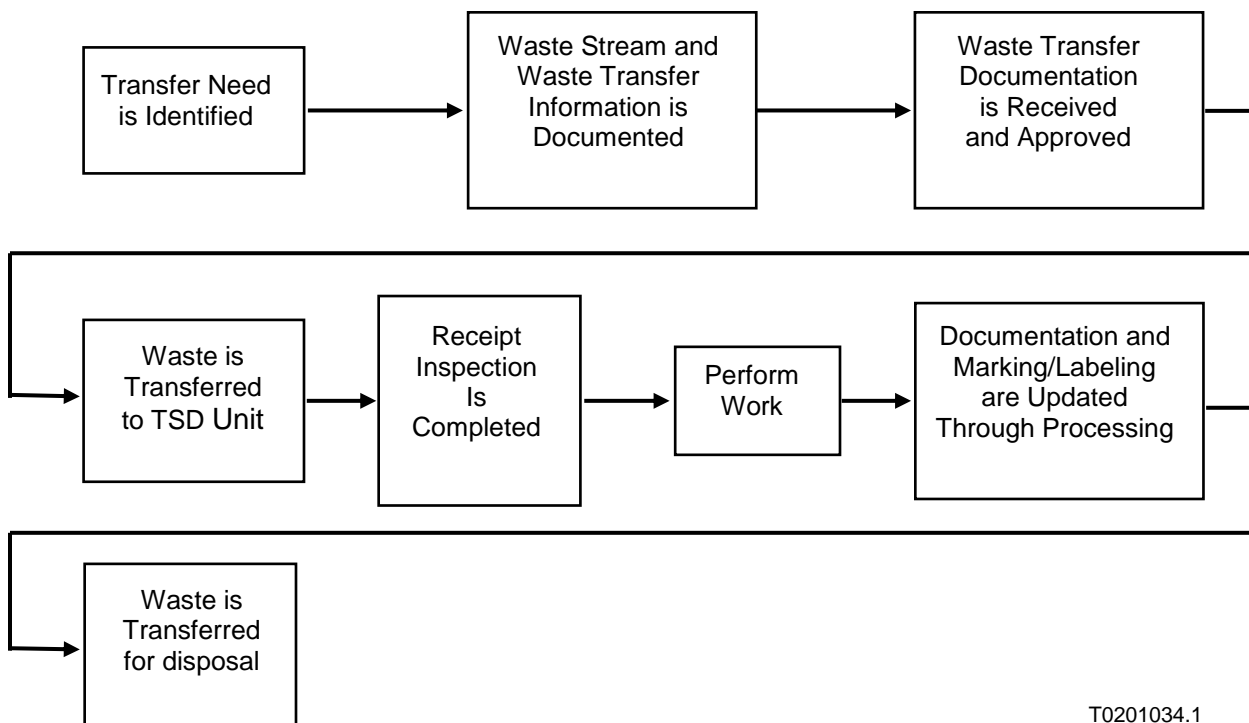 Transfer Need
is Identified
Waste Stream and
Waste Transfer
Information is
Documented
Waste Transfer
Documentation
is Received
and Approved
Waste is
Transferred
to TSD Unit
Receipt
Inspection
Is
Completed
Perform
Work
Documentation and
Marking/Labeling
are Updated
Through Processing
Waste is
Transferred
for disposal
T0201034.1